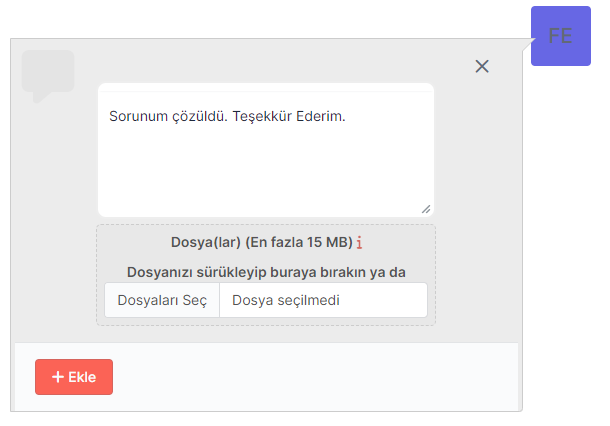 FE
Sorunum çözüldü. Teşekkür Ederim.
Dosya(lar) (En fazla 15 MB) i
Dosyanızı sürükleyip buraya bırakın ya da
Dosyaları Seç Dosya seçilmedi
+ Ekle